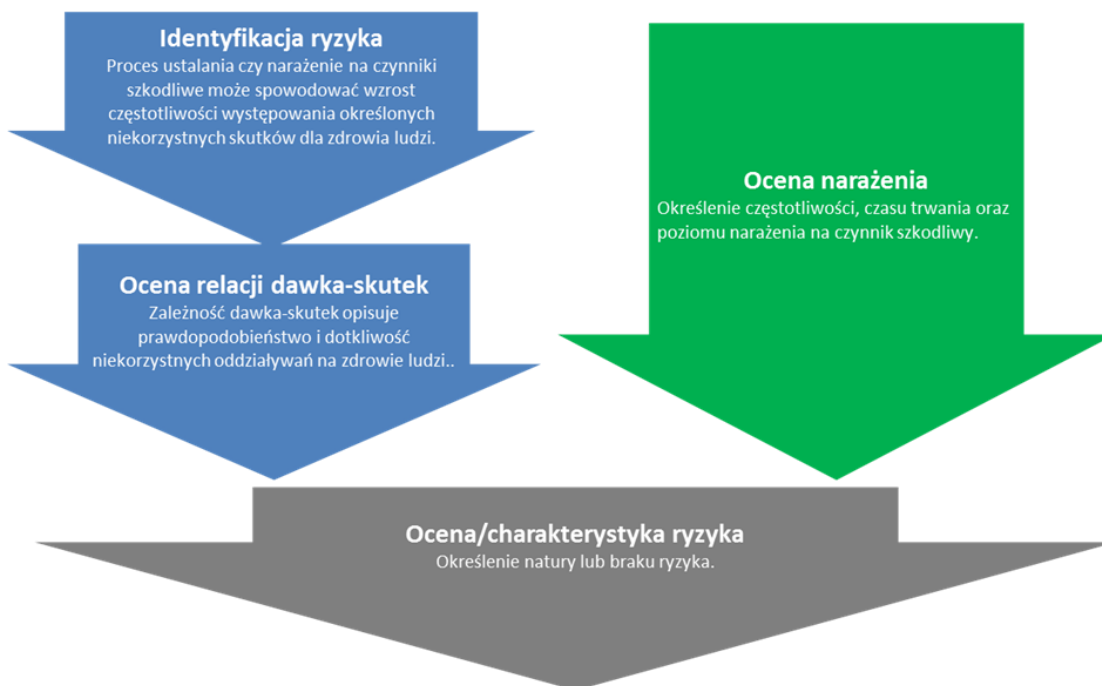 Identyfikacja ryzyka
Proces ustalania czy narażenie na czynniki
szkodliwe może spowodować wzrost
częstotliwości występowania określonych
niekorzystnych skutków dla zdrowia ludzi.
Ocena relacji dawka-skutek
Zależność dawka-skutek opisuje
prawdopodobieństwo i dotkliwość
niekorzystnych oddziaływań na zdrowie ludzi..
Ocena narażenia
Określenie częstotliwości, czasu trwania oraz
poziomu narażenia na czynnik szkodliwy.
Ocena/charakterystyka ryzyka
Określenie natury lub braku ryzyka.